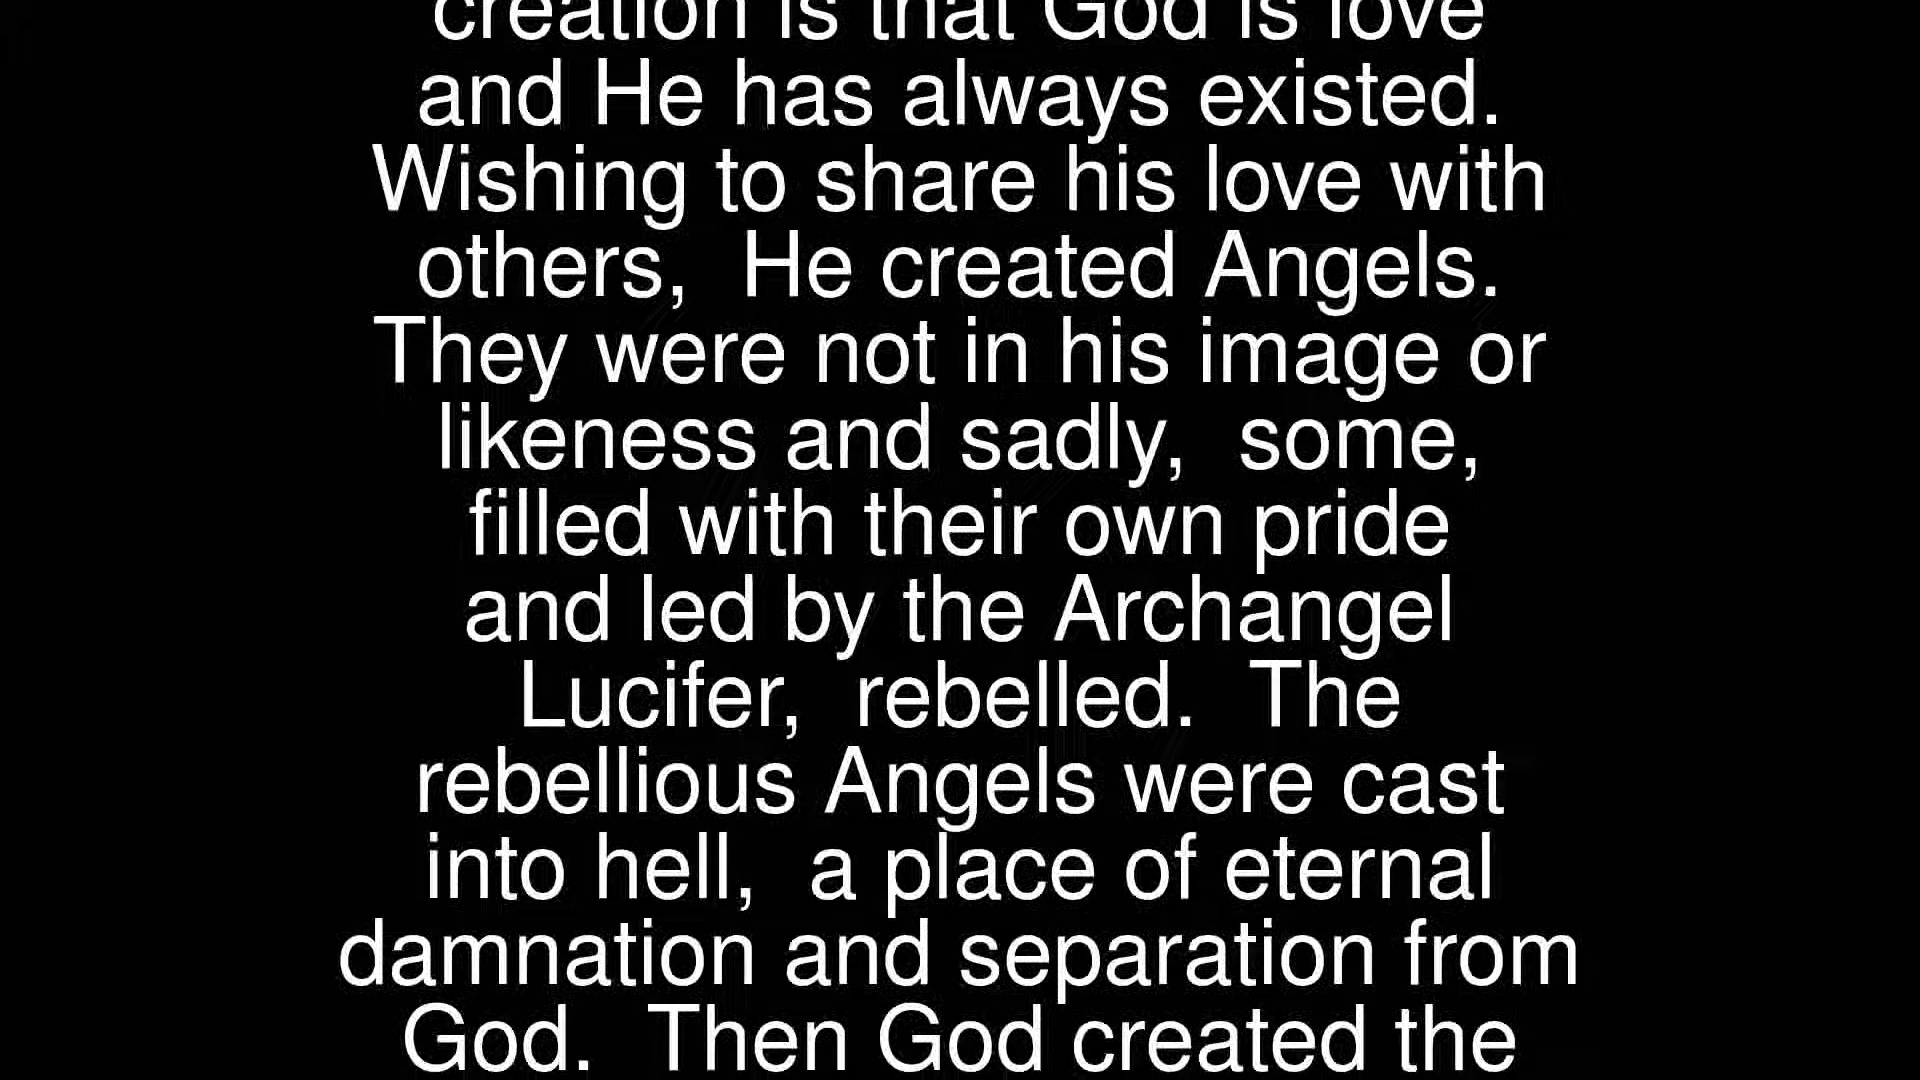 creation is that God is love
and He has always existed.
Wishing to share his love with
others,  He created Angels.
They were not in his image or
likeness and sadly,  some,
filled with their own pride
and led by the Archangel
Lucifer,  rebelled.  The
rebellious Angels were cast
into hell,  a place of eternal
damnation and separation from
God.  Then God created the